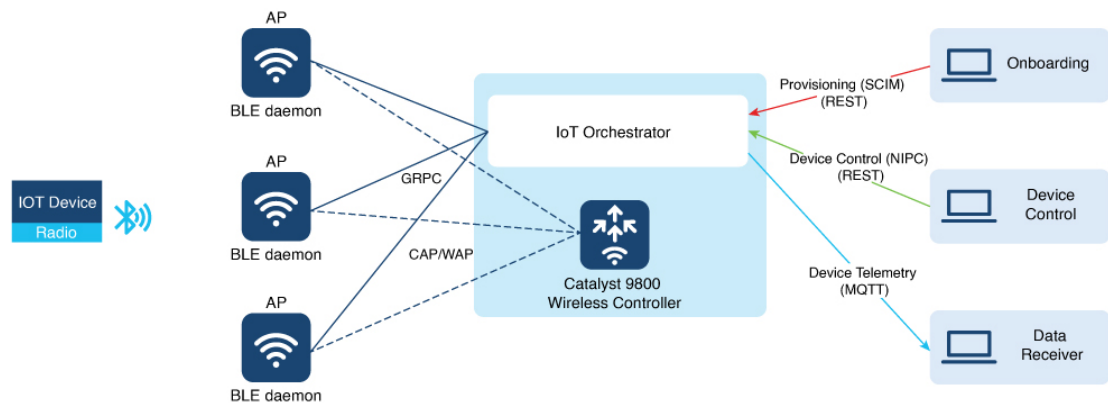 AP
BLE daemon
AP
BLE daemon
AP
BLE daemon
IOT Device
Radio
GRPC
CAP/WAP
IoT Orchestrator
Catalyst 9800
Wireless Controller
Provisioning (SCIM)
(REST)
Device Control (NIPC)
(REST)
Device Telemetry
(MQTT)
Onboarding
Device
Control
Data
Receiver